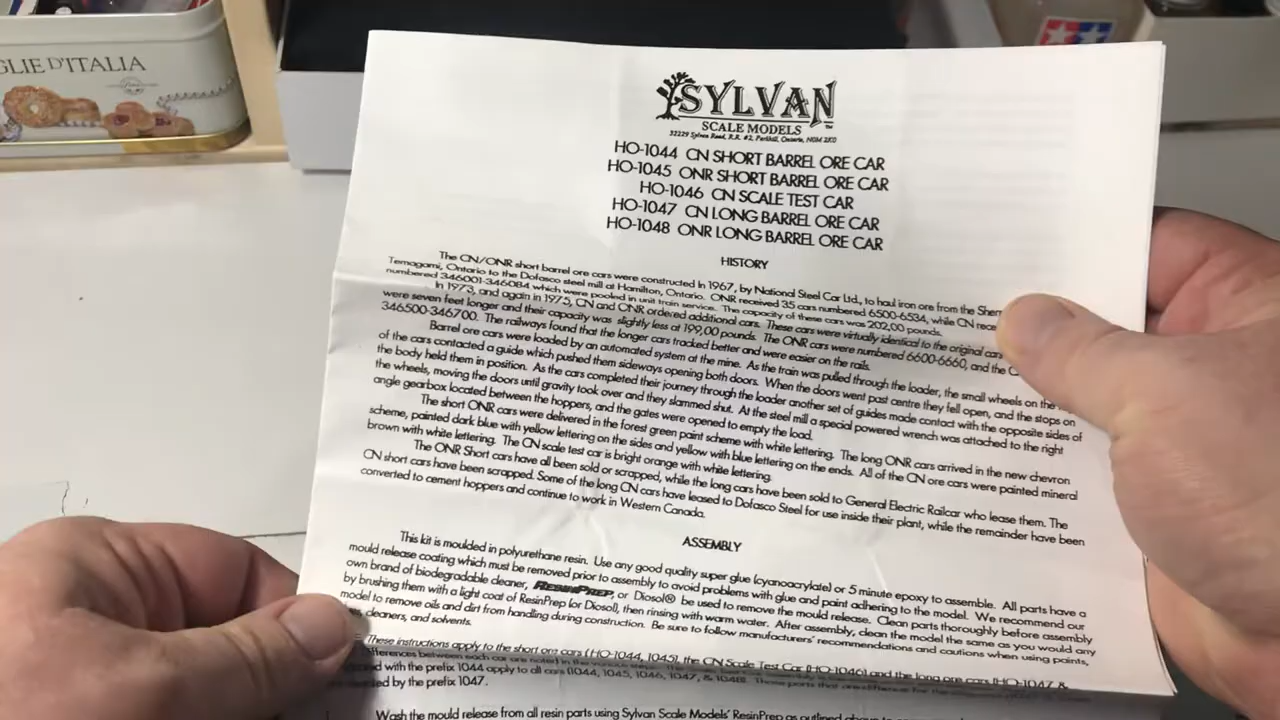 GLIE D'ITALIA
SYLVAN
SCALE MODELS
HO-1044 CN SHORT BARREL ORE CAR
HO-1045 ONR SHORT BARREL ORE CAR
HO-1046 CN SCALE TEST CAR
HO-1047 CN LONG BARREL ORE CAR
HO-1048 ONR LONG BARREL ORE CAR
HISTORY
The CN/ONR short barrel ore cars were constructed in 1967, by National Steel Car Ltd., to haul iron ore from the Sherm
Temagami, Ontario to the Dofasco steel mill at Hamilton, Ontario. ONR received 35 cars numbered 6500-6534, while CN rece
numbered 346001-346084 which were pooled in unit train service. The capacity of these cars was 202,00 pounds.
In 1973, and again in 1975, CN and ONR ordered additional cars. These cars were virtually identical to the original cars
were seven feet longer and their capacity was slightly less at 199,00 pounds. The ONR cars were numbered 6600-6660, and the C
346500-346700. The railways found that the longer cars tracked better and were easier on the rails.
Barrel ore cars were loaded by an automated system at the mine. As the train was pulled through the loader, the small wheels on the
of the cars contacted a guide which pushed them sideways opening both doors. When the doors went past centre they fell open, and the stops on
the body held them in position. As the cars completed their journey through the loader another set of guides made contact with the opposite sides of
the wheels, moving the doors until gravity took over and they slammed shut. At the steel mill a special powered wrench was attached to the right
angle gearbox located between the hoppers, and the gates were opened to empty the load.
The short ONR cars were delivered in the forest green paint scheme with white lettering. The long ONR cars arrived in the new chevron
scheme, painted dark blue with yellow lettering on the sides and yellow with blue lettering on the ends. All of the CN ore cars were painted mineral
brown with white lettering. The CN scale test car is bright orange with white lettering.
The ONR Short cars have all been sold or scrapped, while the long cars have been sold to General Electric Railcar who lease them. The
CN short cars have been scrapped. Some of the long CN cars have leased to Dofasco Steel for use inside their plant, while the remainder have been
converted to cement hoppers and continue to work in Western Canada.
ASSEMBLY
This kit is moulded in polyurethane resin. Use any good quality super glue (cyanoacrylate) or 5 minute epoxy to assemble. All parts have a
mould release coating which must be removed prior to assembly to avoid problems with glue and paint adhering to the model. We recommend our
own brand of biodegradable cleaner, RESINPREP, or Diosol® be used to remove the mould release. Clean parts thoroughly before assembly
by brushing them with a light coat of ResinPrep (or Diosol), then rinsing with warm water. After assembly, clean the model the same as you would any
model to remove oils and dirt from handling during construction. Be sure to follow manufacturers' recommendations and cautions when using paints,
cleaners, and solvents.
These instructions apply to the short ore cars (HO-1044, 1045), the CN Scale Test Car (HO-1046) and the long ore cars (HO-1047 &
with the prefix 1044 apply to all cars (1044, 1045, 1046, 1047, & 1048).
by the prefix 1047.
Wash the mould release from all resin parts using Sylvan Scale Models' ResinPrep as outlined above